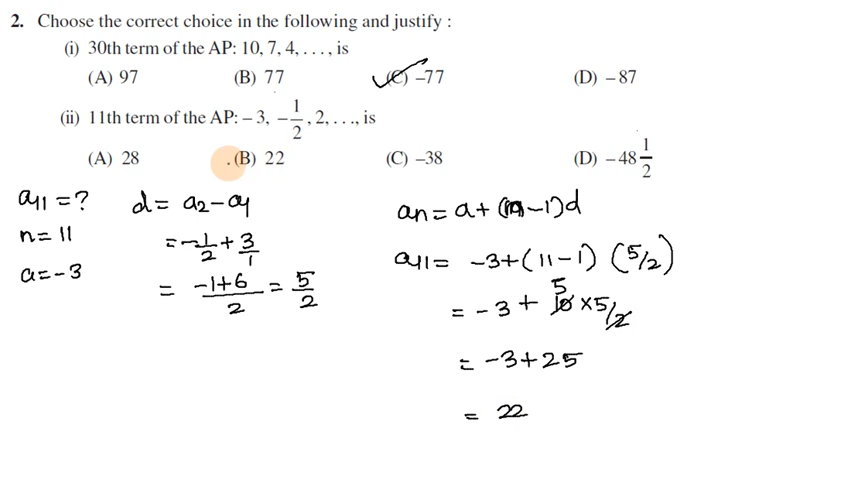 2. Choose the correct choice in the following and justify :
(i) 30th term of the AP: 10, 7, 4, . . . , is
(A) 97 (B) 77 (C) –77 (D) – 87
(ii) 11th term of the AP: – 3, –1/2, 2, . . ., is
(A) 28 .(B) 22 (C) –38 (D) – 48 1/2
a11 = ? d = a2 – a1 an = a + (n – 1)d
n = 11 = –1/2 + 3/1 a11 = -3 + (11 – 1) (5/2)
a = –3 = –1+6/2 = 5/2 = -3 + 10 5 × 5/2
= -3 + 25
= 22